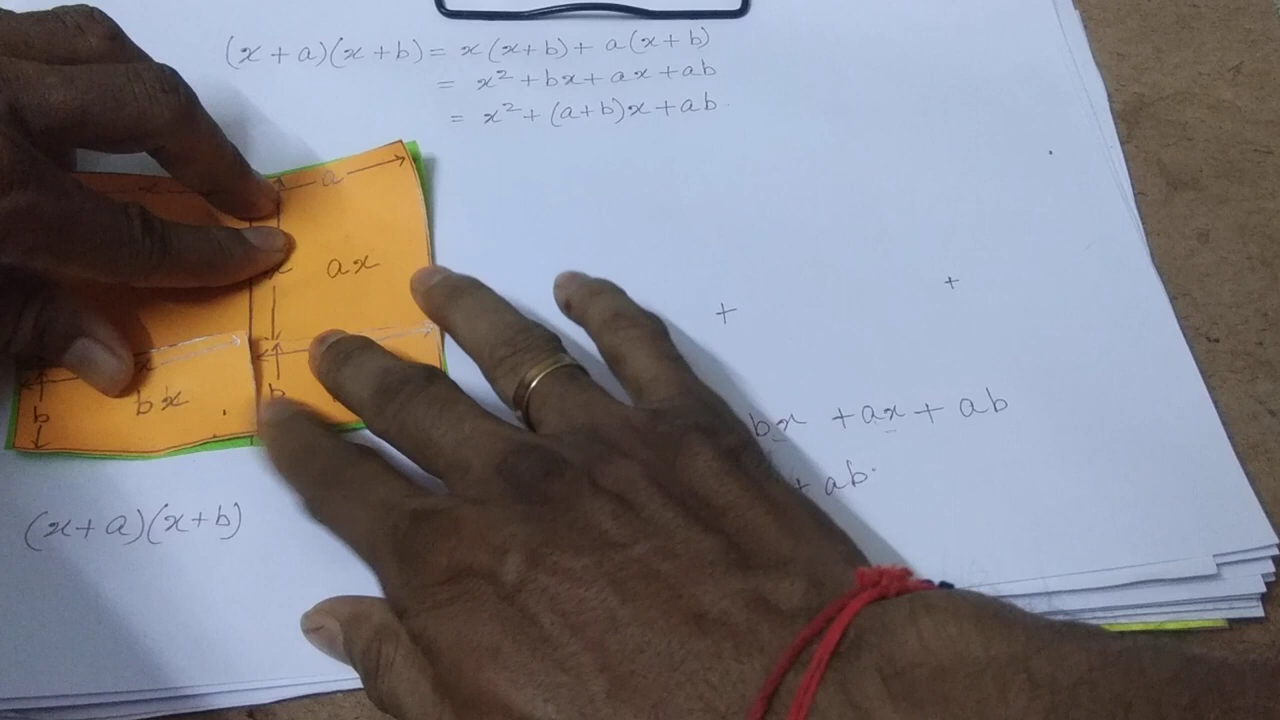 (x + a)(x + b) = x(x+b) + a(x+b)
= x² + bx + ax + ab
= x² + (a+b)x + ab.
a
x ax
+ +
x
b
b bx
bx + ax + ab
+ ab.
(x+a)(x+b)